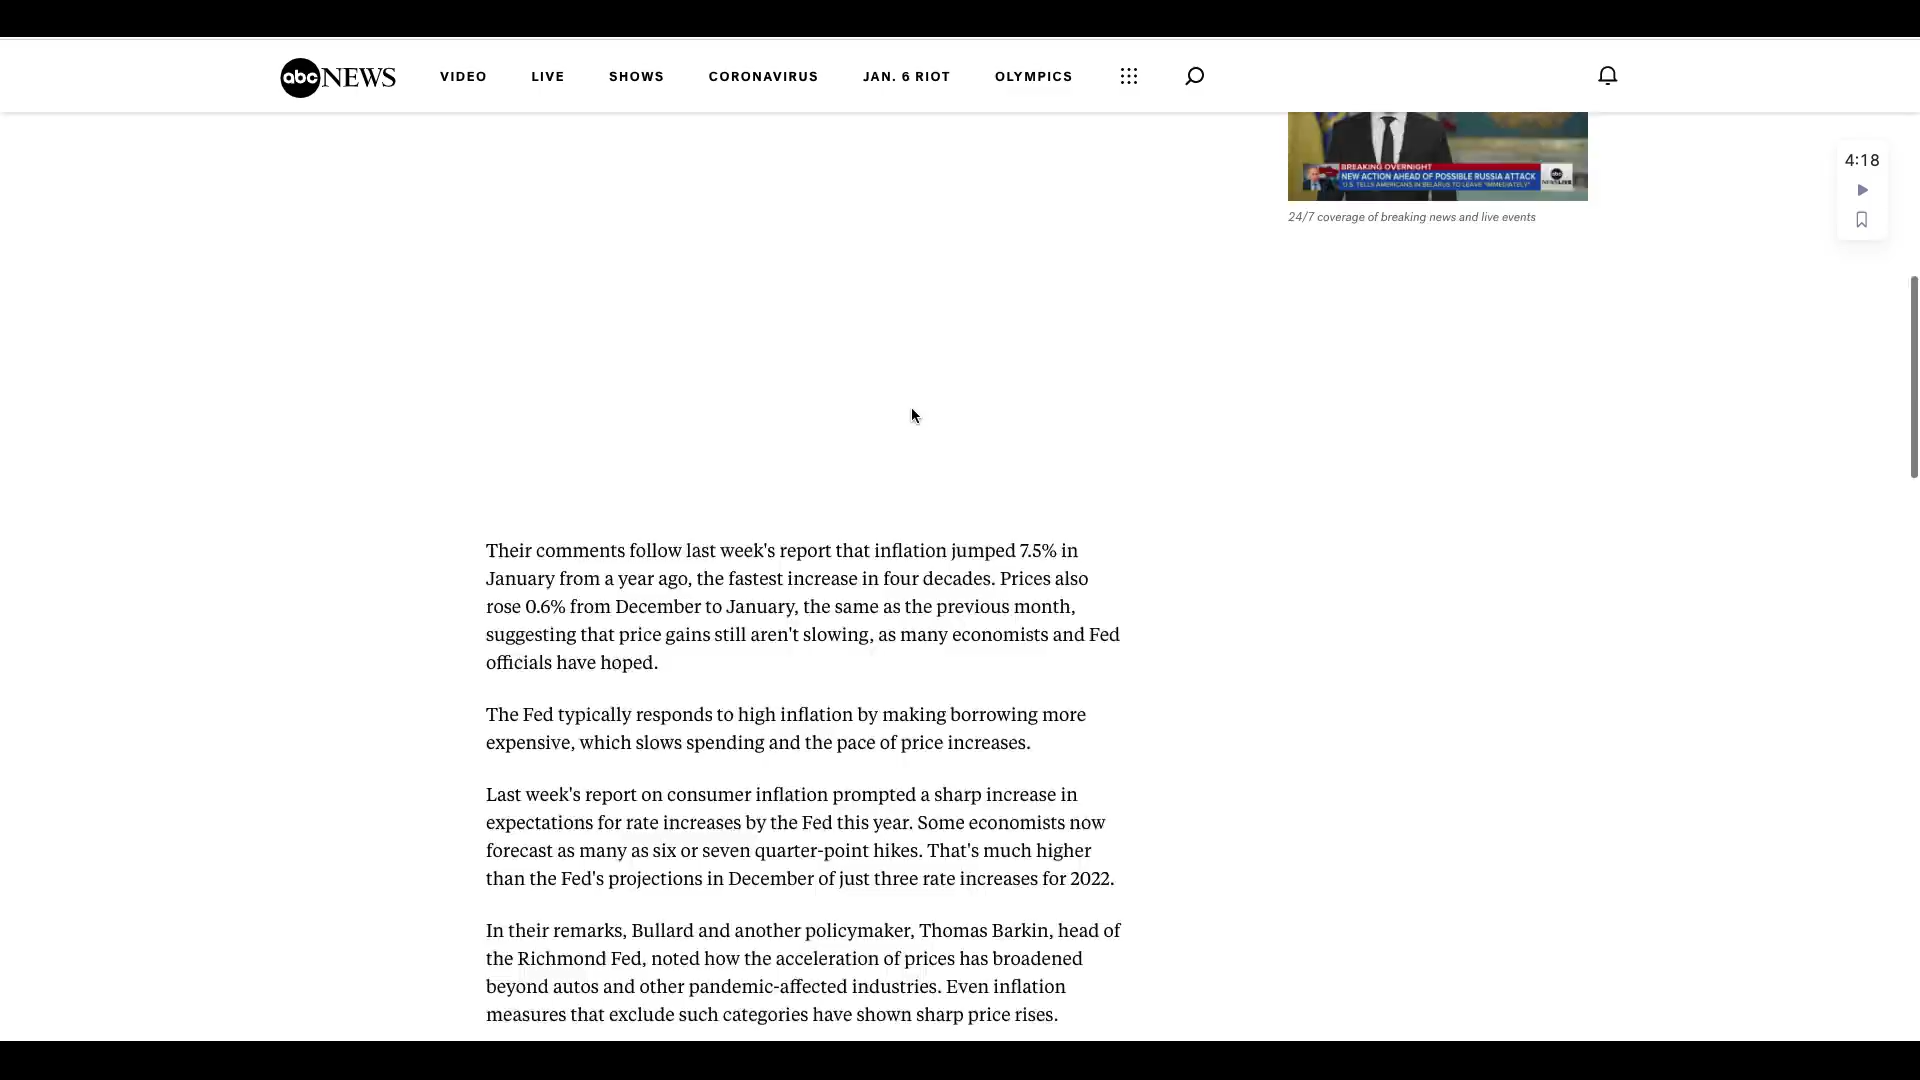 abc NEWS VIDEO LIVE SHOWS CORONAVIRUS JAN. 6 RIOT OLYMPICS
BREAKING OVERNIGHT
NEW ACTION AHEAD OF POSSIBLE RUSSIA ATTACK
U.S. TELLS AMERICANS IN BELARUS TO LEAVE "IMMEDIATELY"
24/7 coverage of breaking news and live events
4:18
Their comments follow last week's report that inflation jumped 7.5% in
January from a year ago, the fastest increase in four decades. Prices also
rose 0.6% from December to January, the same as the previous month,
suggesting that price gains still aren't slowing, as many economists and Fed
officials have hoped.
The Fed typically responds to high inflation by making borrowing more
expensive, which slows spending and the pace of price increases.
Last week's report on consumer inflation prompted a sharp increase in
expectations for rate increases by the Fed this year. Some economists now
forecast as many as six or seven quarter-point hikes. That's much higher
than the Fed's projections in December of just three rate increases for 2022.
In their remarks, Bullard and another policymaker, Thomas Barkin, head of
the Richmond Fed, noted how the acceleration of prices has broadened
beyond autos and other pandemic-affected industries. Even inflation
measures that exclude such categories have shown sharp price rises.